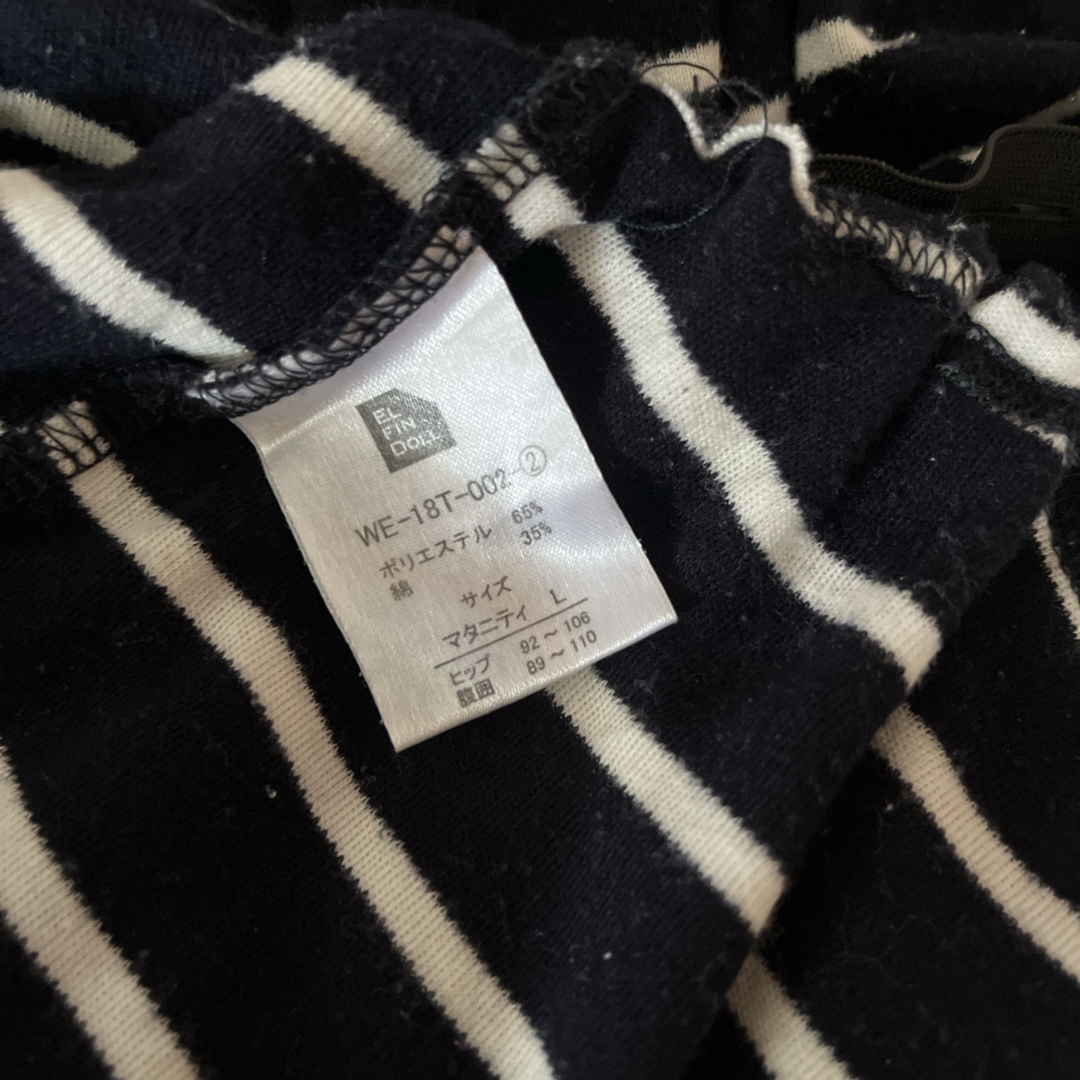 EL
FIN
DOLL
WE-18T-002-②
ポリエステル 65%
綿 35%
サイズ
マタニティ L
ヒップ 92～106
腹囲 89～110